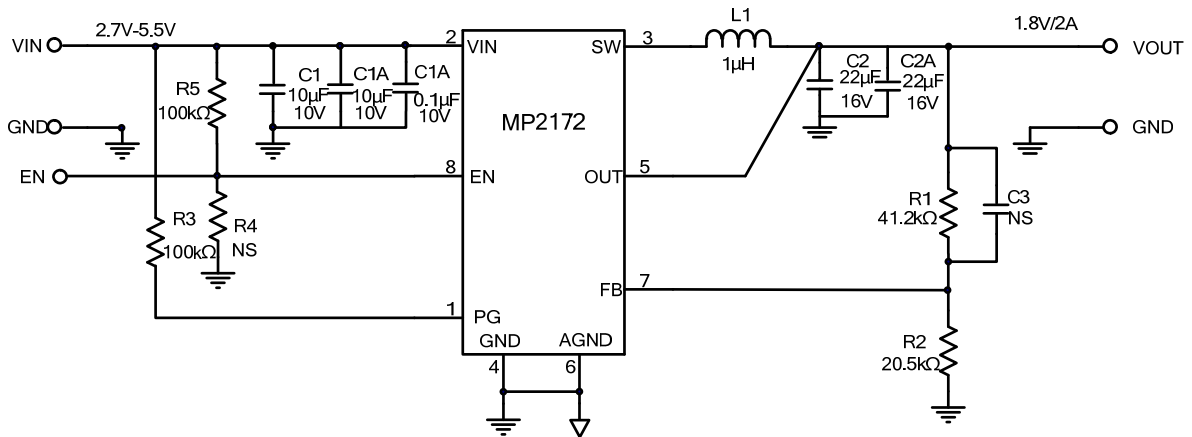 L1
2.7V-5.5V
1.8V/2A
VIN
2
VIN
SW
3
1µH
VOUT
R5
100kΩ
C1
10µF
10V
C1A
10µF
10V
C1A
0.1µF
10V
C2
22µF
16V
C2A
22µF
16V
MP2172
GND
GND
EN
8
EN
OUT
5
R3
100kΩ
R4
NS
R1
41.2kΩ
C3
NS
FB
7
1
PG
GND
AGND
4
6
R2
20.5kΩ